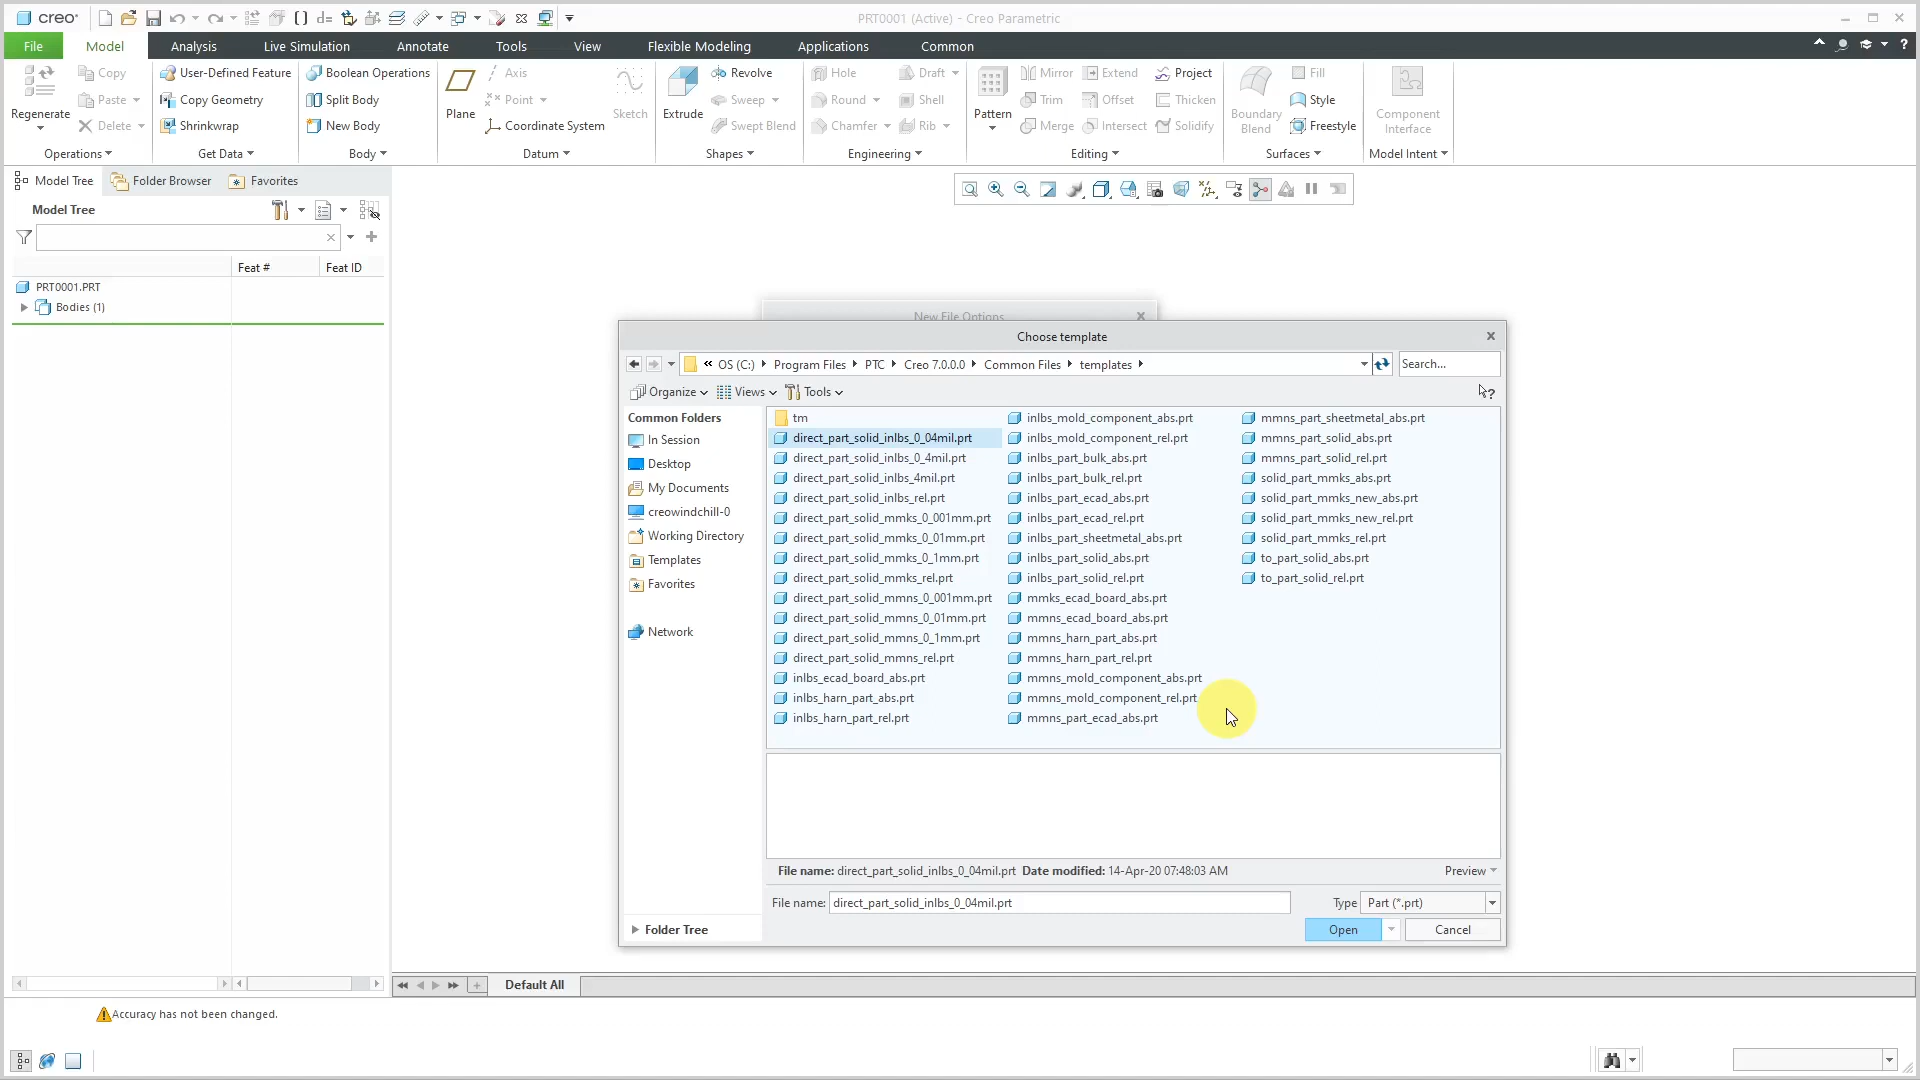 creo®
d=
PRT0001 (Active) - Creo Parametric
File Model Analysis Live Simulation Annotate Tools View Flexible Modeling Applications Common
?
Regenerate
Copy
Paste
Delete
Operations
User-Defined Feature
Copy Geometry
Shrinkwrap
Get Data
Boolean Operations
Split Body
New Body
Body
Plane
Axis
Point
Coordinate System
Sketch
Datum
Extrude
Revolve
Sweep
Swept Blend
Shapes
Hole
Round
Chamfer
Draft
Shell
Rib
Engineering
Pattern
Mirror
Trim
Merge
Extend
Offset
Intersect
Project
Thicken
Solidify
Editing
Boundary
Blend
Fill
Style
Freestyle
Surfaces
Component
Interface
Model Intent
Model Tree Folder Browser Favorites
Model Tree
Feat # Feat ID
PRT0001.PRT
Bodies (1)
New File Options
Choose template
« OS (C:) Program Files PTC Creo 7.0.0.0 Common Files templates
Search...
Organize Views Tools
?
Common Folders
In Session
Desktop
My Documents
creowindchill-0
Working Directory
Templates
Favorites
Network
Folder Tree
tm
direct_part_solid_inlbs_0_04mil.prt
direct_part_solid_inlbs_0_4mil.prt
direct_part_solid_inlbs_4mil.prt
direct_part_solid_inlbs_rel.prt
direct_part_solid_mmks_0_001mm.prt
direct_part_solid_mmks_0_01mm.prt
direct_part_solid_mmks_0_1mm.prt
direct_part_solid_mmks_rel.prt
direct_part_solid_mmns_0_001mm.prt
direct_part_solid_mmns_0_01mm.prt
direct_part_solid_mmns_0_1mm.prt
direct_part_solid_mmns_rel.prt
inlbs_ecad_board_abs.prt
inlbs_harn_part_abs.prt
inlbs_harn_part_rel.prt
inlbs_mold_component_abs.prt
inlbs_mold_component_rel.prt
inlbs_part_bulk_abs.prt
inlbs_part_bulk_rel.prt
inlbs_part_ecad_abs.prt
inlbs_part_ecad_rel.prt
inlbs_part_sheetmetal_abs.prt
inlbs_part_solid_abs.prt
inlbs_part_solid_rel.prt
mmks_ecad_board_abs.prt
mmns_ecad_board_abs.prt
mmns_harn_part_abs.prt
mmns_harn_part_rel.prt
mmns_mold_component_abs.prt
mmns_mold_component_rel.prt
mmns_part_ecad_abs.prt
mmns_part_sheetmetal_abs.prt
mmns_part_solid_abs.prt
mmns_part_solid_rel.prt
solid_part_mmks_abs.prt
solid_part_mmks_new_abs.prt
solid_part_mmks_new_rel.prt
solid_part_mmks_rel.prt
to_part_solid_abs.prt
to_part_solid_rel.prt
File name: direct_part_solid_inlbs_0_04mil.prt Date modified: 14-Apr-20 07:48:03 AM
Preview
File name: direct_part_solid_inlbs_0_04mil.prt
Type Part (*.prt)
Open Cancel
Default All
Accuracy has not been changed.